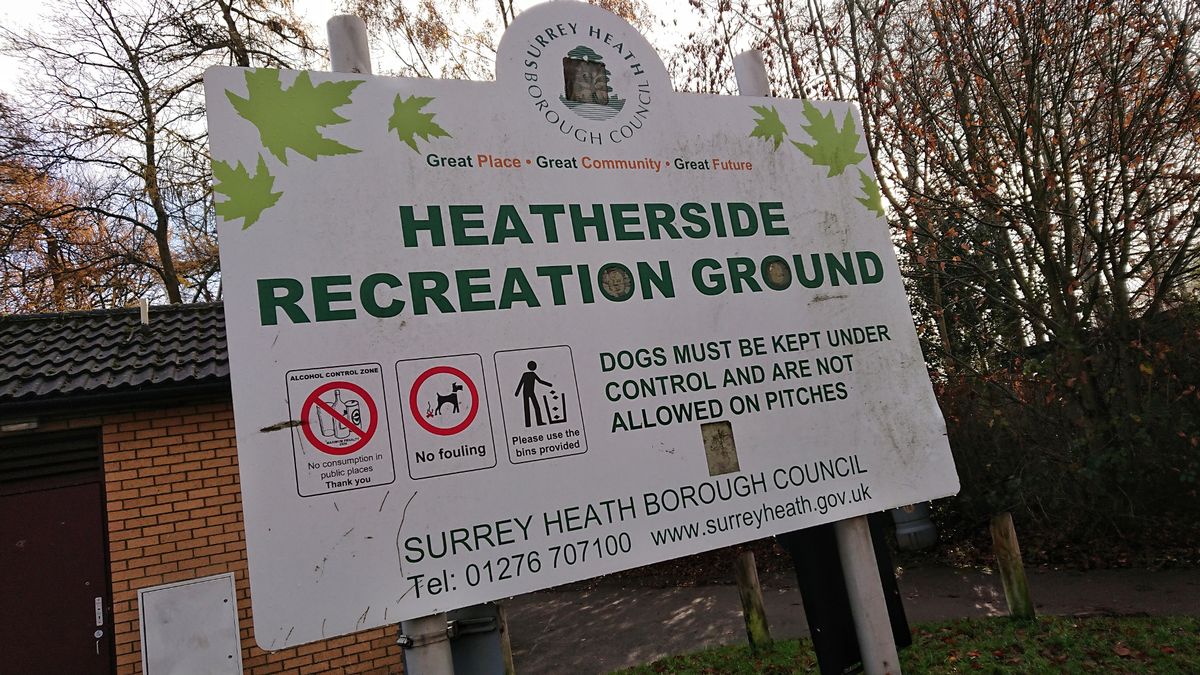 SURREY HEATH
BOROUGH COUNCIL
Great Place • Great Community • Great Future
HEATHERSIDE
RECREATION GROUND
ALCOHOL CONTROL ZONE
No consumption in
public places
Thank you
No fouling
Please use the
bins provided
DOGS MUST BE KEPT UNDER
CONTROL AND ARE NOT
ALLOWED ON PITCHES
SURREY HEATH BOROUGH COUNCIL
Tel: 01276 707100 www.surreyheath.gov.uk